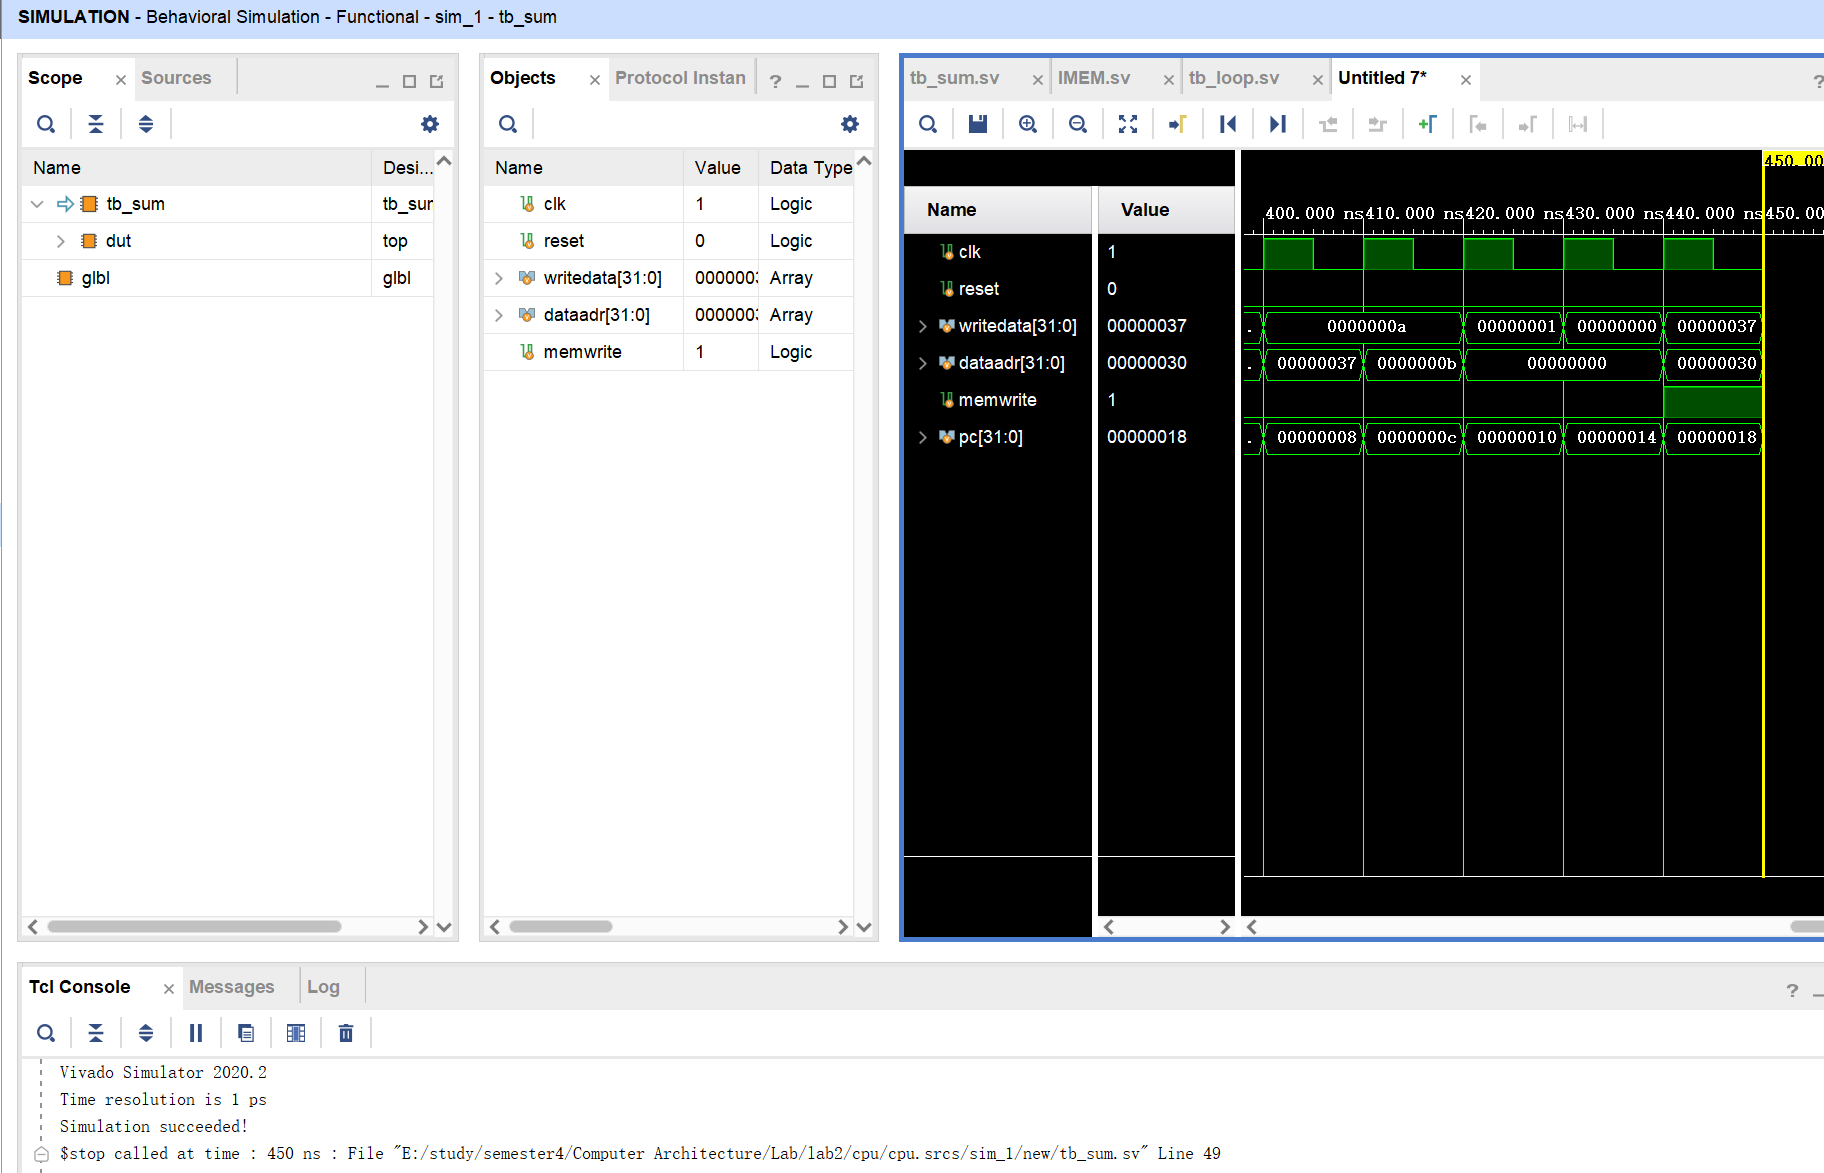 SIMULATION - Behavioral Simulation - Functional - sim_1 - tb_sum
Scope × Sources
Name Desi...
tb_sum tb_sur
dut top
glbl glbl
Objects × Protocol Instan ?
Name Value Data Type
clk 1 Logic
reset 0 Logic
writedata[31:0] 0000003 Array
dataadr[31:0] 0000003 Array
memwrite 1 Logic
tb_sum.sv × IMEM.sv × tb_loop.sv × Untitled 7* × ?
450.00
Name Value
400.000 ns 410.000 ns 420.000 ns 430.000 ns 440.000 ns 450.00
clk 1
reset 0
writedata[31:0] 00000037 . 0000000a 00000001 00000000 00000037
dataadr[31:0] 00000030 . 00000037 0000000b 00000000 00000030
memwrite 1
pc[31:0] 00000018 . 00000008 0000000c 00000010 00000014 00000018
Tcl Console × Messages Log ?
Vivado Simulator 2020.2
Time resolution is 1 ps
Simulation succeeded!
$stop called at time : 450 ns : File "E:/study/semester4/Computer Architecture/Lab/lab2/cpu/cpu.srcs/sim_1/new/tb_sum.sv" Line 49